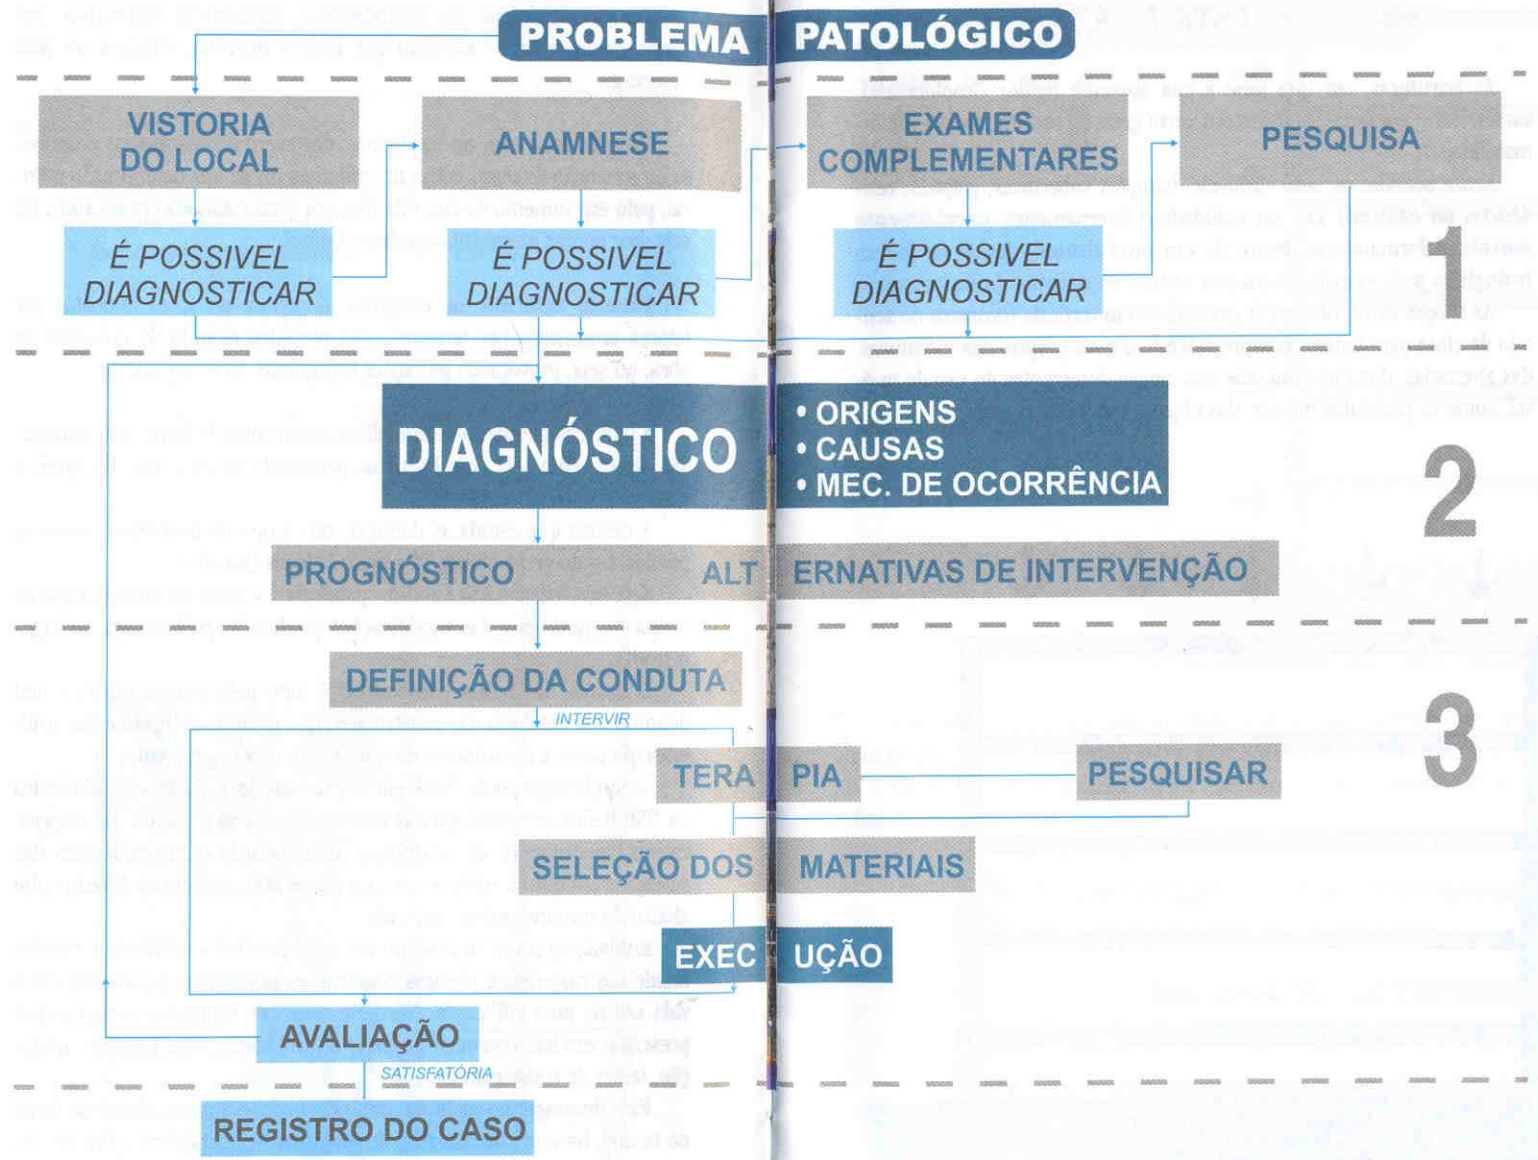 PROBLEMA PATOLÓGICO
VISTORIA
DO LOCAL
ANAMNESE
EXAMES
COMPLEMENTARES
PESQUISA
É POSSIVEL
DIAGNOSTICAR
É POSSIVEL
DIAGNOSTICAR
É POSSIVEL
DIAGNOSTICAR
1
DIAGNÓSTICO
• ORIGENS
• CAUSAS
• MEC. DE OCORRÊNCIA
2
PROGNÓSTICO
ALTERNATIVAS DE INTERVENÇÃO
DEFINIÇÃO DA CONDUTA
INTERVIR
3
TERAPIA
PESQUISAR
SELEÇÃO DOS MATERIAIS
EXECUÇÃO
AVALIAÇÃO
SATISFATÓRIA
REGISTRO DO CASO